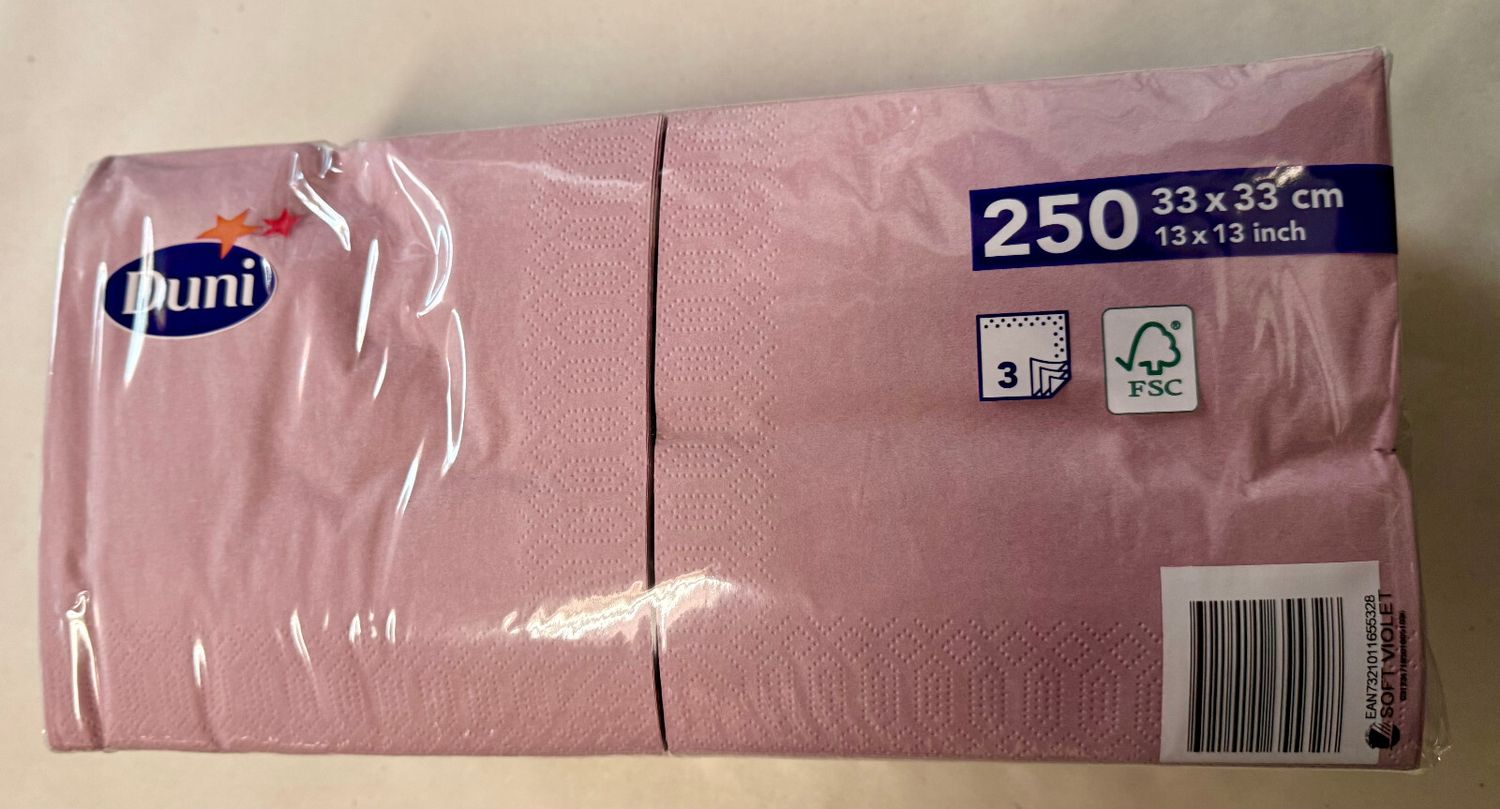 Duni
250
33 x 33 cm
13 x 13 inch
3
®
FSC
EAN7321011655328
SOFT VIOLET